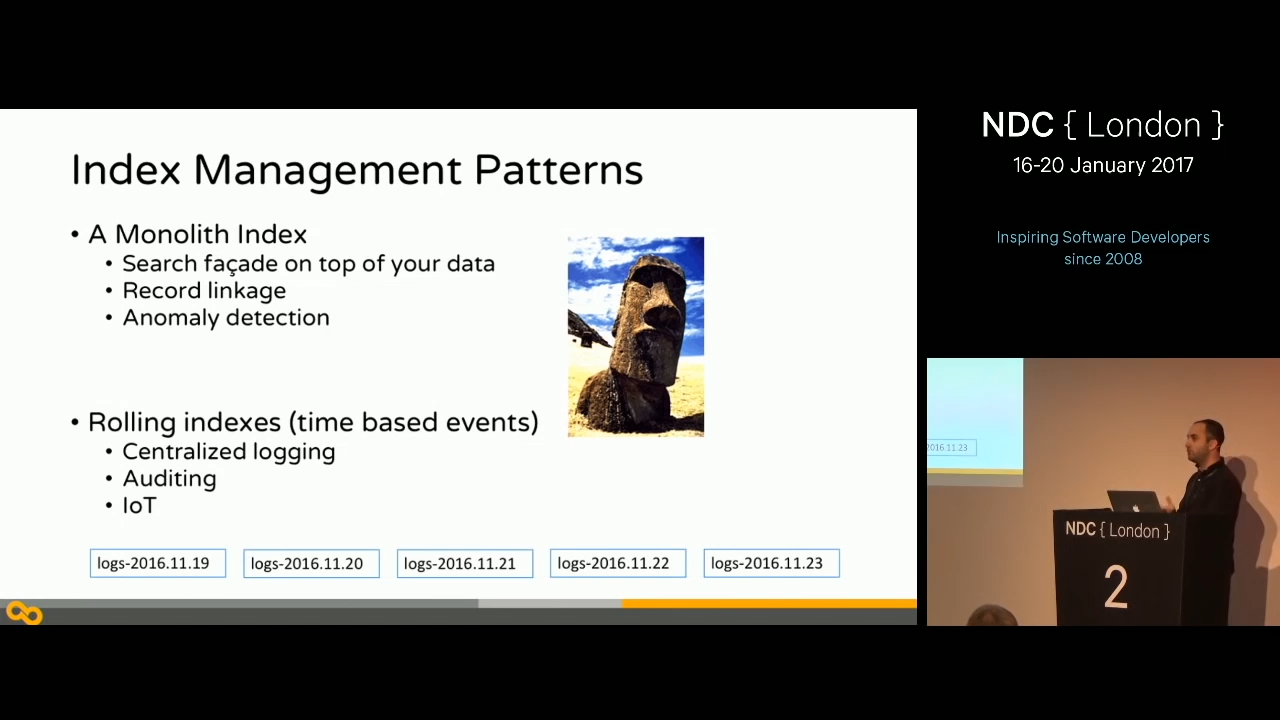 Index Management Patterns
• A Monolith Index
• Search façade on top of your data
• Record linkage
• Anomaly detection
• Rolling indexes (time based events)
• Centralized logging
• Auditing
• IoT
logs-2016.11.19
logs-2016.11.20
logs-2016.11.21
logs-2016.11.22
logs-2016.11.23
NDC { London }
16-20 January 2017
Inspiring Software Developers
since 2008
2016.11.23
NDC { London }
2